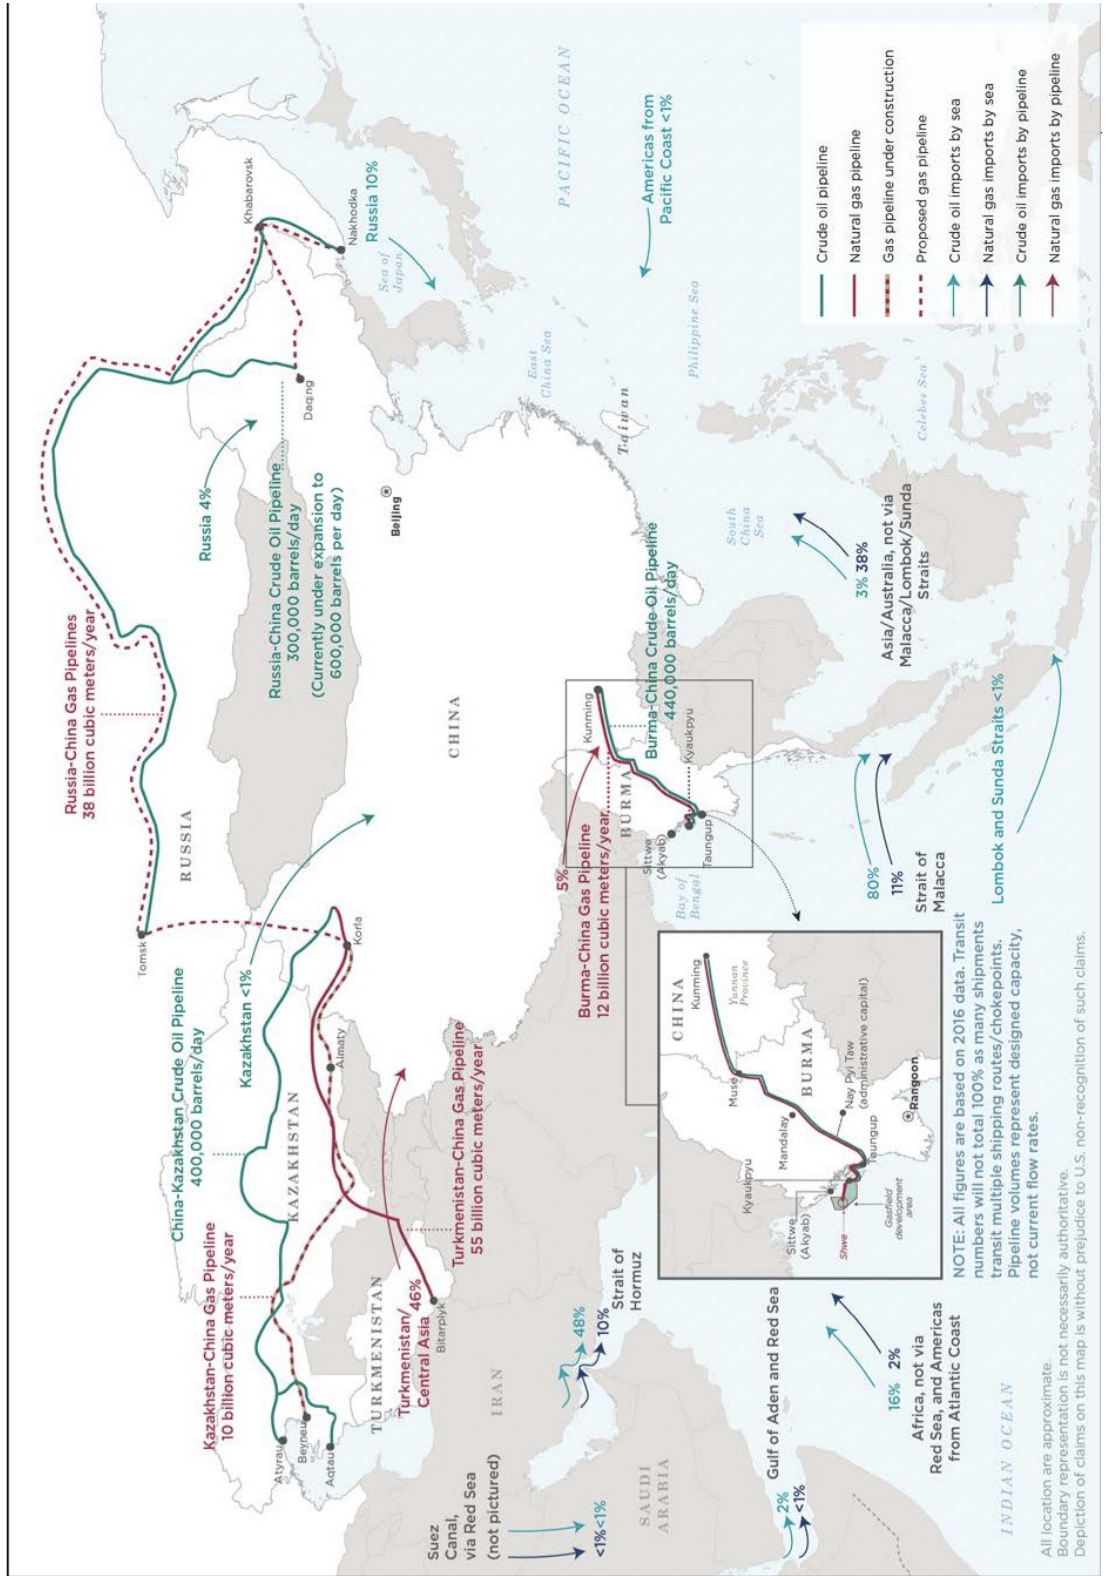 Russia-China Gas Pipelines
38 billion cubic meters/year
RUSSIA
Tomsk
Khabarovsk
Nakhodka
Russia 10%
Sea of
Japan
PACIFIC OCEAN
Russia 4%
Russia-China Crude Oil Pipeline
300,000 barrels/day
(Currently under expansion to
600,000 barrels per day)
Daqing
Beijing
China-Kazakhstan Crude Oil Pipeline
400,000 barrels/day
Kazakhstan <1%
Kazakhstan-China Gas Pipeline
10 billion cubic meters/year
KAZAKHSTAN
Korla
Almaty
Atyrau
Beyneu
Aqtau
TURKMENISTAN
Turkmenistan/
Central Asia
46%
Bitarplyk
Turkmenistan-China Gas Pipeline
55 billion cubic meters/year
CHINA
East
China Sea
Americas from
Pacific Coast <1%
Philippine Sea
Taiwan
Suez
Canal,
via Red Sea
(not pictured)
<1% <1%
IRAN
48%
10%
Strait of
Hormuz
SAUDI
ARABIA
5%
Burma-China Gas Pipeline
12 billion cubic meters/year
Kunming
BURMA
Burma-China Crude Oil Pipeline
440,000 barrels/day
Kyaukpyu
Sittwe
(Akyab)
Taungup
Bay of
Bengal
South
China
Sea
Celebes Sea
Gulf of Aden and Red Sea
2%
<1%
16% 2%
Africa, not via
Red Sea, and Americas
from Atlantic Coast
INDIAN OCEAN
80%
11%
Strait of
Malacca
3% 38%
Asia/Australia, not via
Malacca/Lombok/Sunda
Straits
Lombok and Sunda Straits <1%
CHINA
Kunming
Yunnan
Province
Muse
BURMA
Mandalay
Nay Pyi Taw
(administrative capital)
Kyaukpyu
Sittwe
(Akyab)
Taungup
Shwe
Gasfield
development
area
Rangoon
Crude oil pipeline
Natural gas pipeline
Gas pipeline under construction
Proposed gas pipeline
Crude oil imports by sea
Natural gas imports by sea
Crude oil imports by pipeline
Natural gas imports by pipeline
NOTE: All figures are based on 2016 data. Transit
numbers will not total 100% as many shipments
transit multiple shipping routes/chokepoints.
Pipeline volumes represent designed capacity,
not current flow rates.
All location are approximate.
Boundary representation is not necessarily authoritative.
Depiction of claims on this map is without prejudice to U.S. non-recognition of such claims.